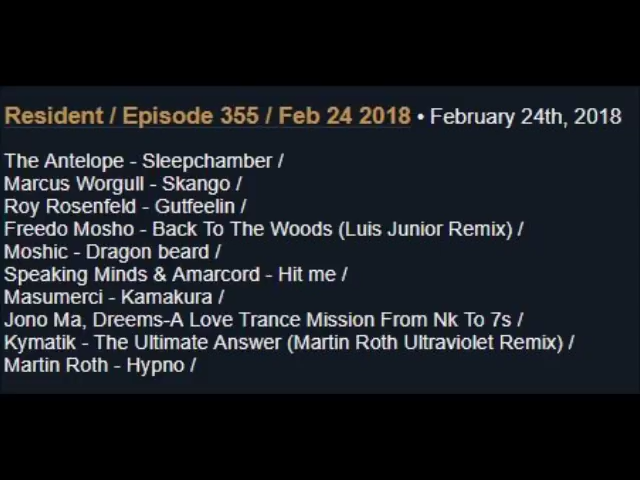 Resident / Episode 355 / Feb 24 2018 • February 24th, 2018
The Antelope - Sleepchamber /
Marcus Worgull - Skango /
Roy Rosenfeld - Gutfeelin /
Freedo Mosho - Back To The Woods (Luis Junior Remix) /
Moshic - Dragon beard /
Speaking Minds & Amarcord - Hit me /
Masumerci - Kamakura /
Jono Ma, Dreems-A Love Trance Mission From Nk To 7s /
Kymatik - The Ultimate Answer (Martin Roth Ultraviolet Remix) /
Martin Roth - Hypno /